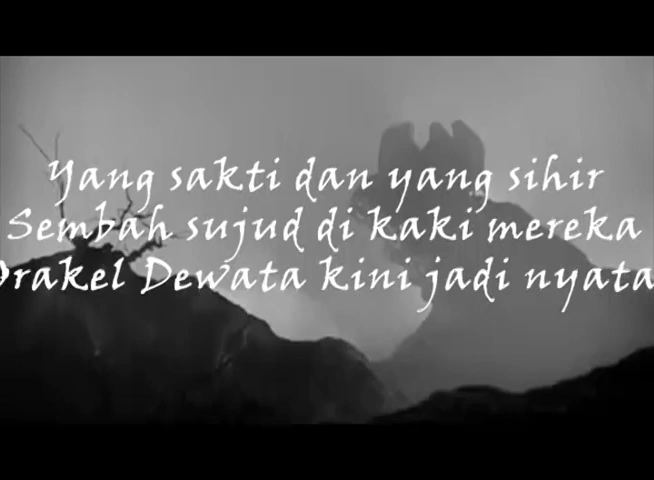 Yang sakti dan yang sihir
Sembah sujud di kaki mereka
Orakel Dewata kini jadi nyata